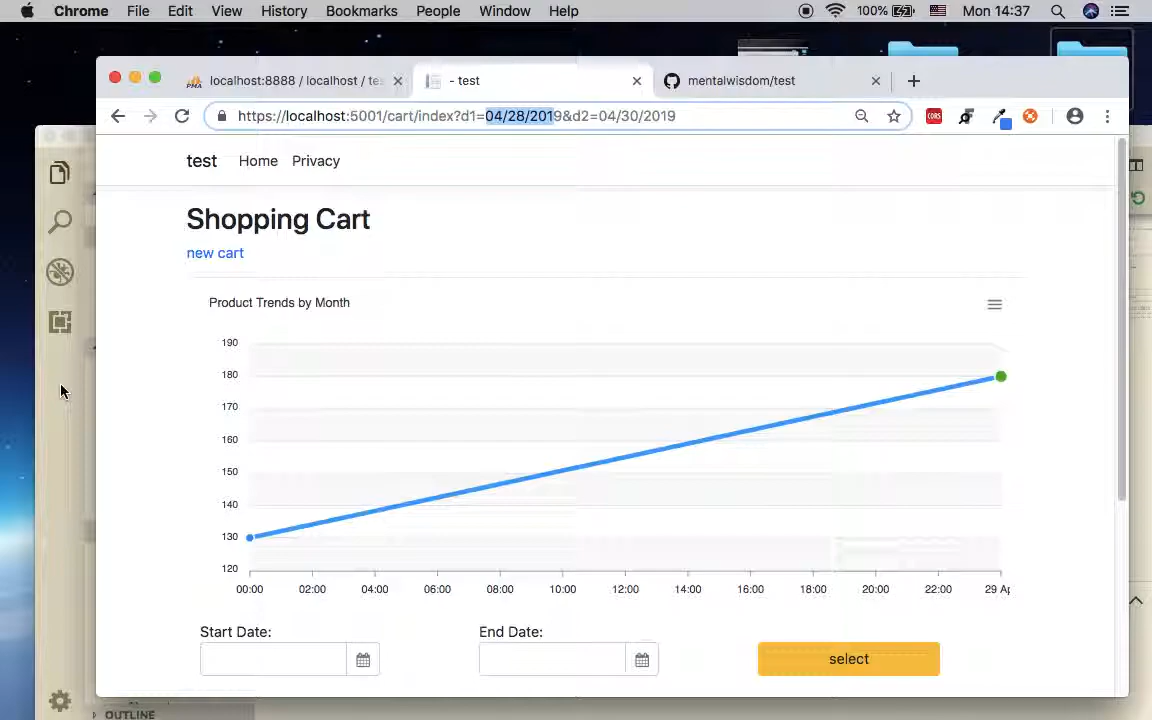 Chrome File Edit View History Bookmarks People Window Help 100% Mon 14:37
PMA localhost:8888 / localhost / tes
- test
mentalwisdom/test
https://localhost:5001/cart/index?d1=04/28/2019&d2=04/30/2019
CORS
test Home Privacy
Shopping Cart
new cart
Product Trends by Month
190
180
170
160
150
140
130
120
00:00 02:00 04:00 06:00 08:00 10:00 12:00 14:00 16:00 18:00 20:00 22:00 29 Ap
Start Date: End Date:
select
OUTLINE